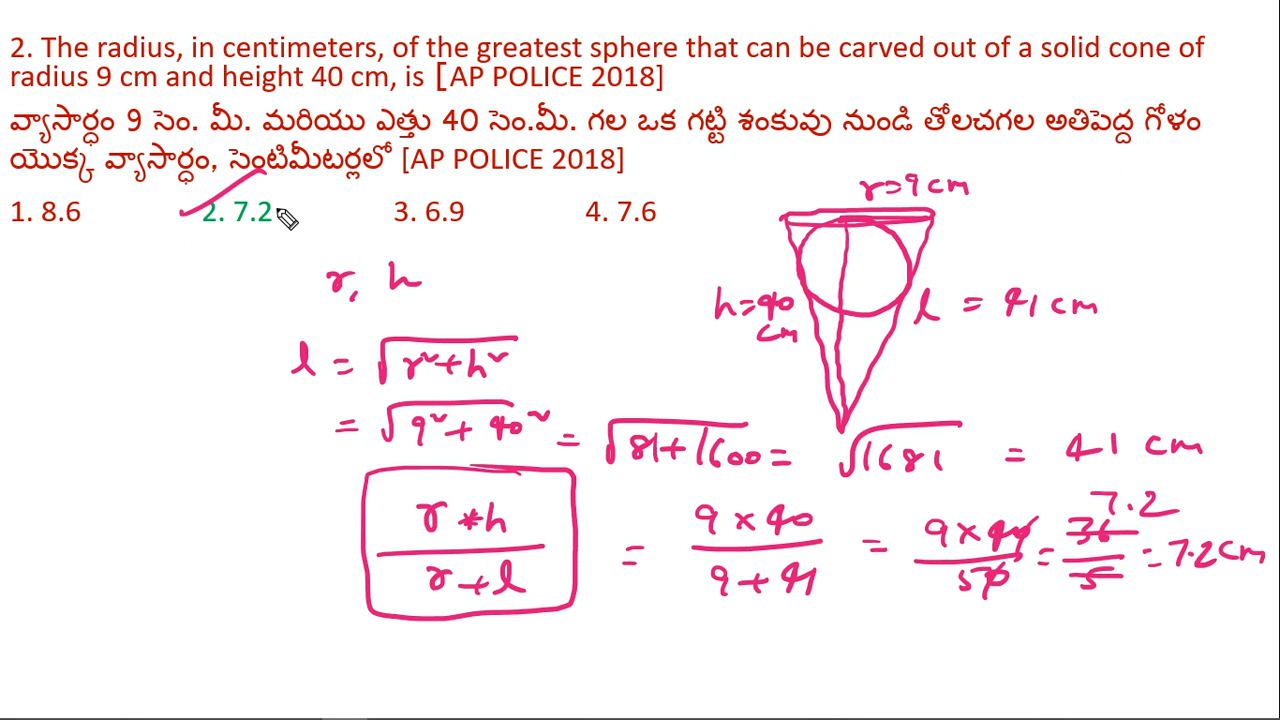 2. The radius, in centimeters, of the greatest sphere that can be carved out of a solid cone of
radius 9 cm and height 40 cm, is [AP POLICE 2018]
వ్యాసార్ధం 9 సెం. మీ. మరియు ఎత్తు 40 సెం.మీ. గల ఒక గట్టి శంకువు నుండి తోలచగల అతిపెద్ద గోళం
యొక్క వ్యాసార్ధం, సెంటిమీటర్లలో [AP POLICE 2018]
1. 8.6 2. 7.2 3. 6.9 4. 7.6
r=9 cm
r, h
h=40 cm
l = 41 cm
l = √(r²+h²)
= √(9²+40²) = √(81+1600) = √1681 = 41 cm
(r*h)/(r+l) = (9×40)/(9+41) = (9×40)/50 = 36/5 = 7.2 cm
7.2